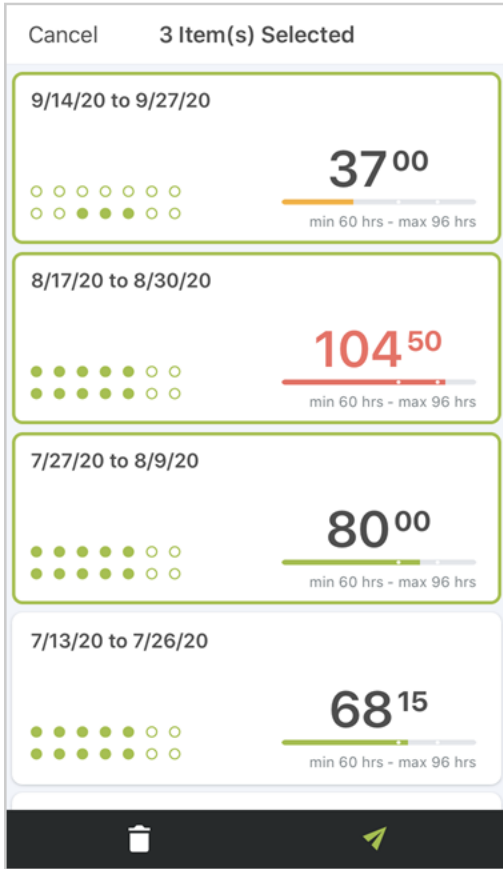 Cancel 3 Item(s) Selected
9/14/20 to 9/27/20
37 00
min 60 hrs - max 96 hrs
8/17/20 to 8/30/20
104 50
min 60 hrs - max 96 hrs
7/27/20 to 8/9/20
80 00
min 60 hrs - max 96 hrs
7/13/20 to 7/26/20
68 15
min 60 hrs - max 96 hrs